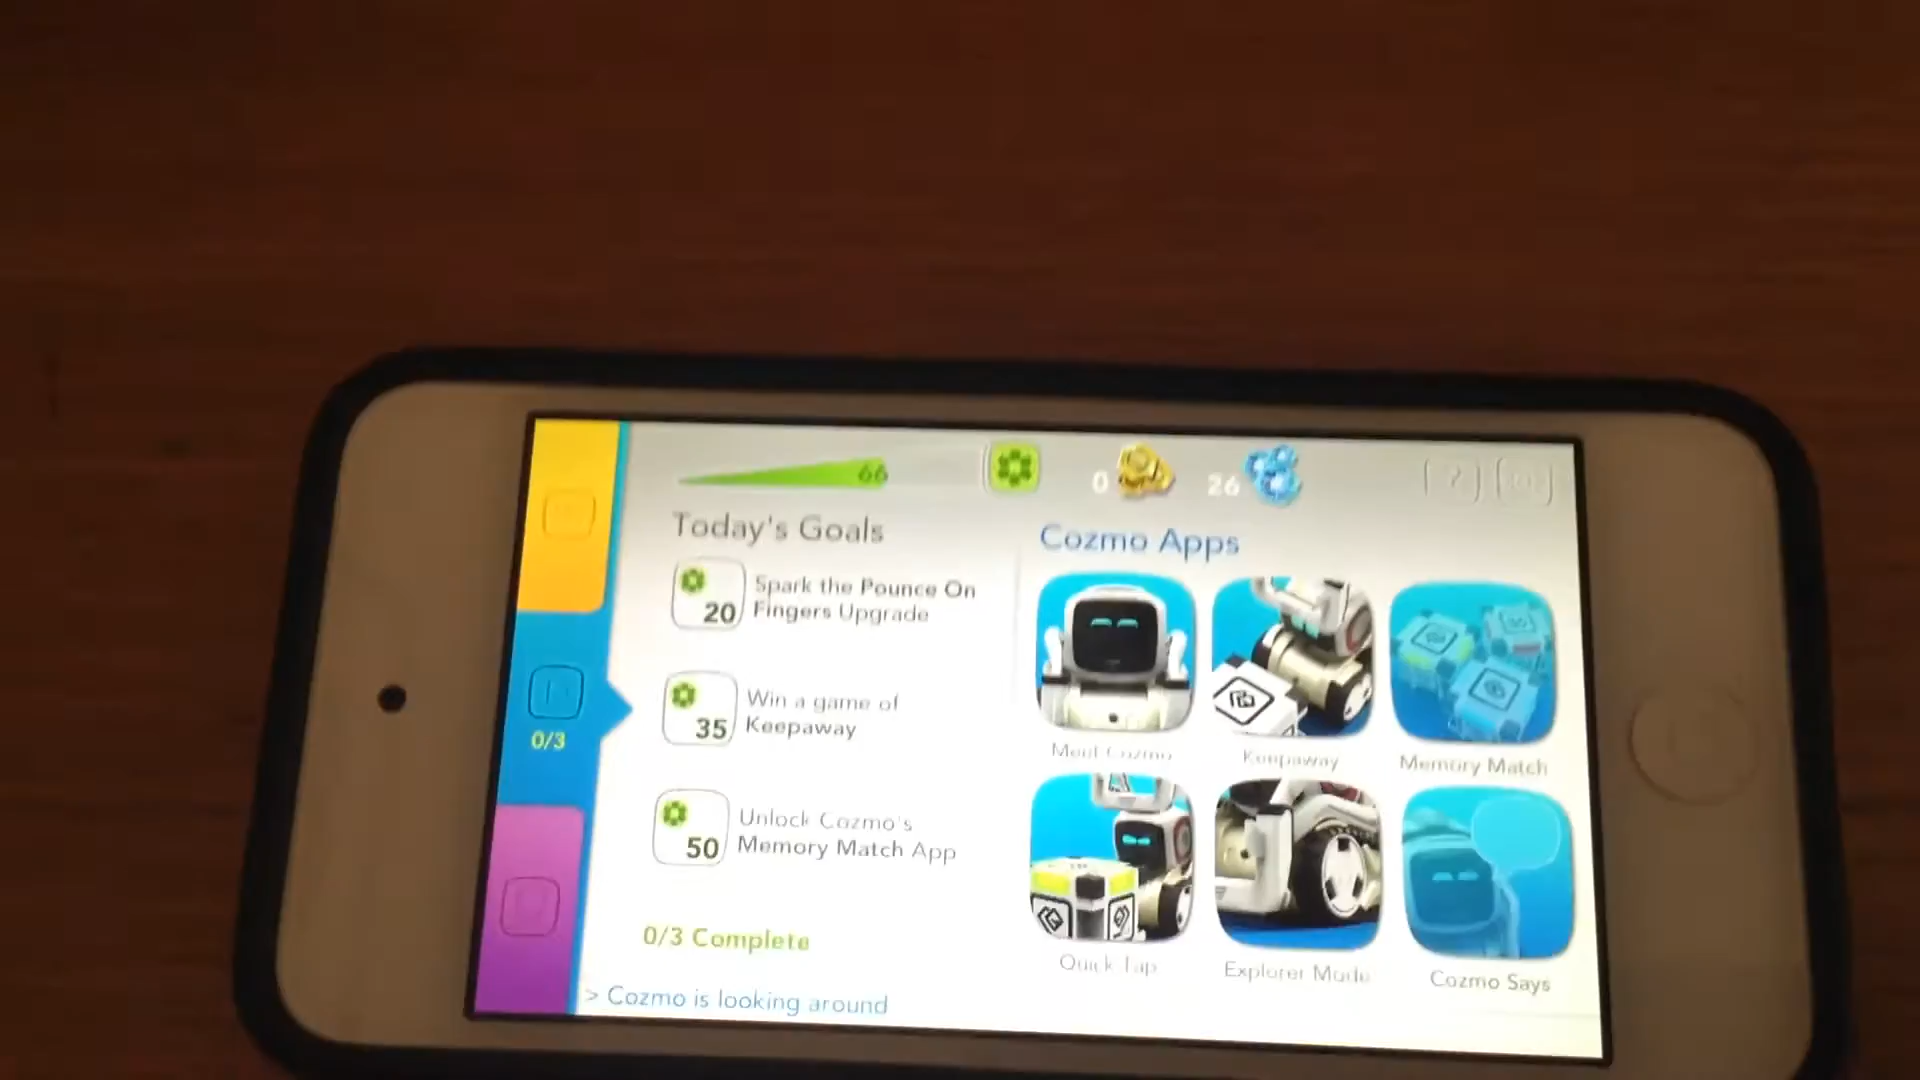 66
0
26
?
Today's Goals
20
Spark the Pounce On
Fingers Upgrade
35
Win a game of
Keepaway
50
Unlock Cozmo's
Memory Match App
0/3 Complete
> Cozmo is looking around
0/3
Cozmo Apps
Meet Cozmo
Keepaway
Memory Match
Quick Tap
Explorer Mode
Cozmo Says